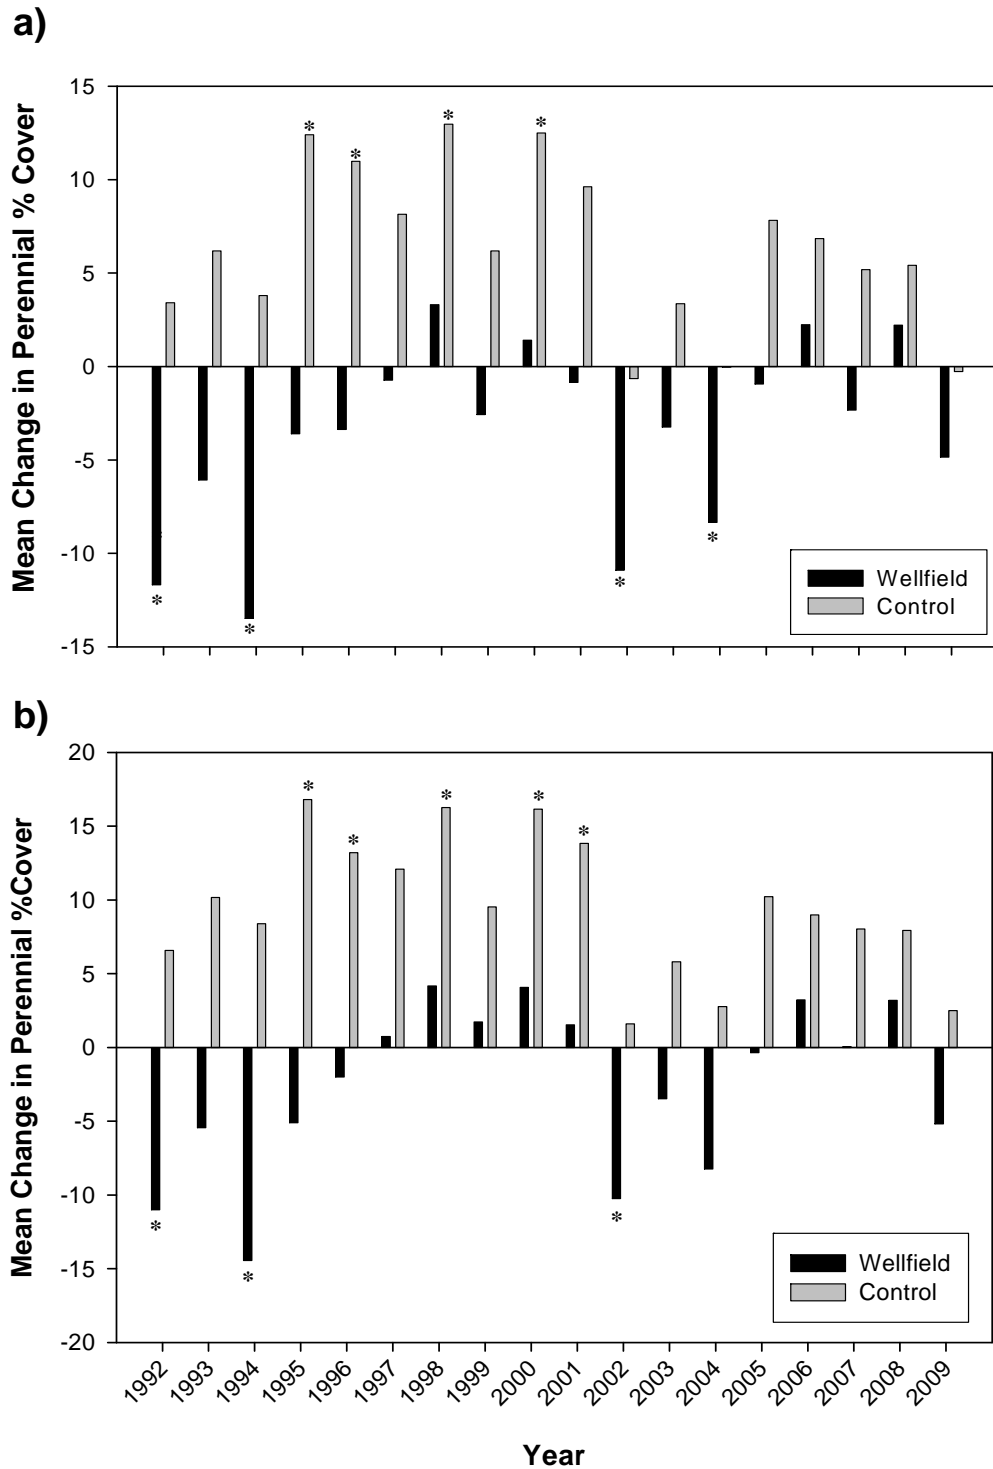 a)
Mean Change in Perennial % Cover
15
10
5
0
-5
-10
-15
* * * *
* * * *
Wellfield
Control
b)
Mean Change in Perennial %Cover
20
15
10
5
0
-5
-10
-15
-20
* * * * *
* * *
Wellfield
Control
1992 1993 1994 1995 1996 1997 1998 1999 2000 2001 2002 2003 2004 2005 2006 2007 2008 2009
Year